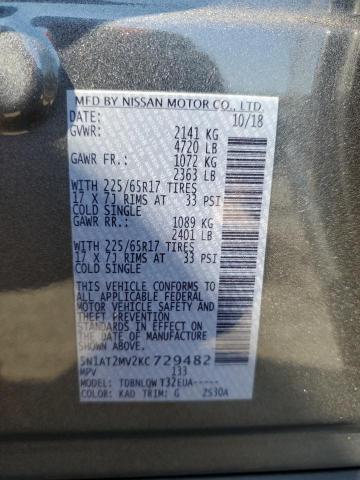 MFD BY NISSAN MOTOR CO., LTD.
DATE: 10/18
GVWR: 2141 KG
4720 LB
GAWR FR.: 1072 KG
2363 LB
WITH 225/65R17 TIRES
17 X 7J RIMS AT 33 PSI
COLD SINGLE
GAWR RR.: 1089 KG
2401 LB
WITH 225/65R17 TIRES
17 X 7J RIMS AT 33 PSI
COLD SINGLE
THIS VEHICLE CONFORMS TO
ALL APPLICABLE FEDERAL
MOTOR VEHICLE SAFETY, BUMPER,
AND THEFT PREVENTION
STANDARDS IN EFFECT ON THE
DATE OF MANUFACTURE
SHOWN ABOVE.
5N1AT2MV2KC729482
MPV 133
MODEL: TDBNLQWT32EUA-----
COLOR: KAD TRIM: G 2S30A